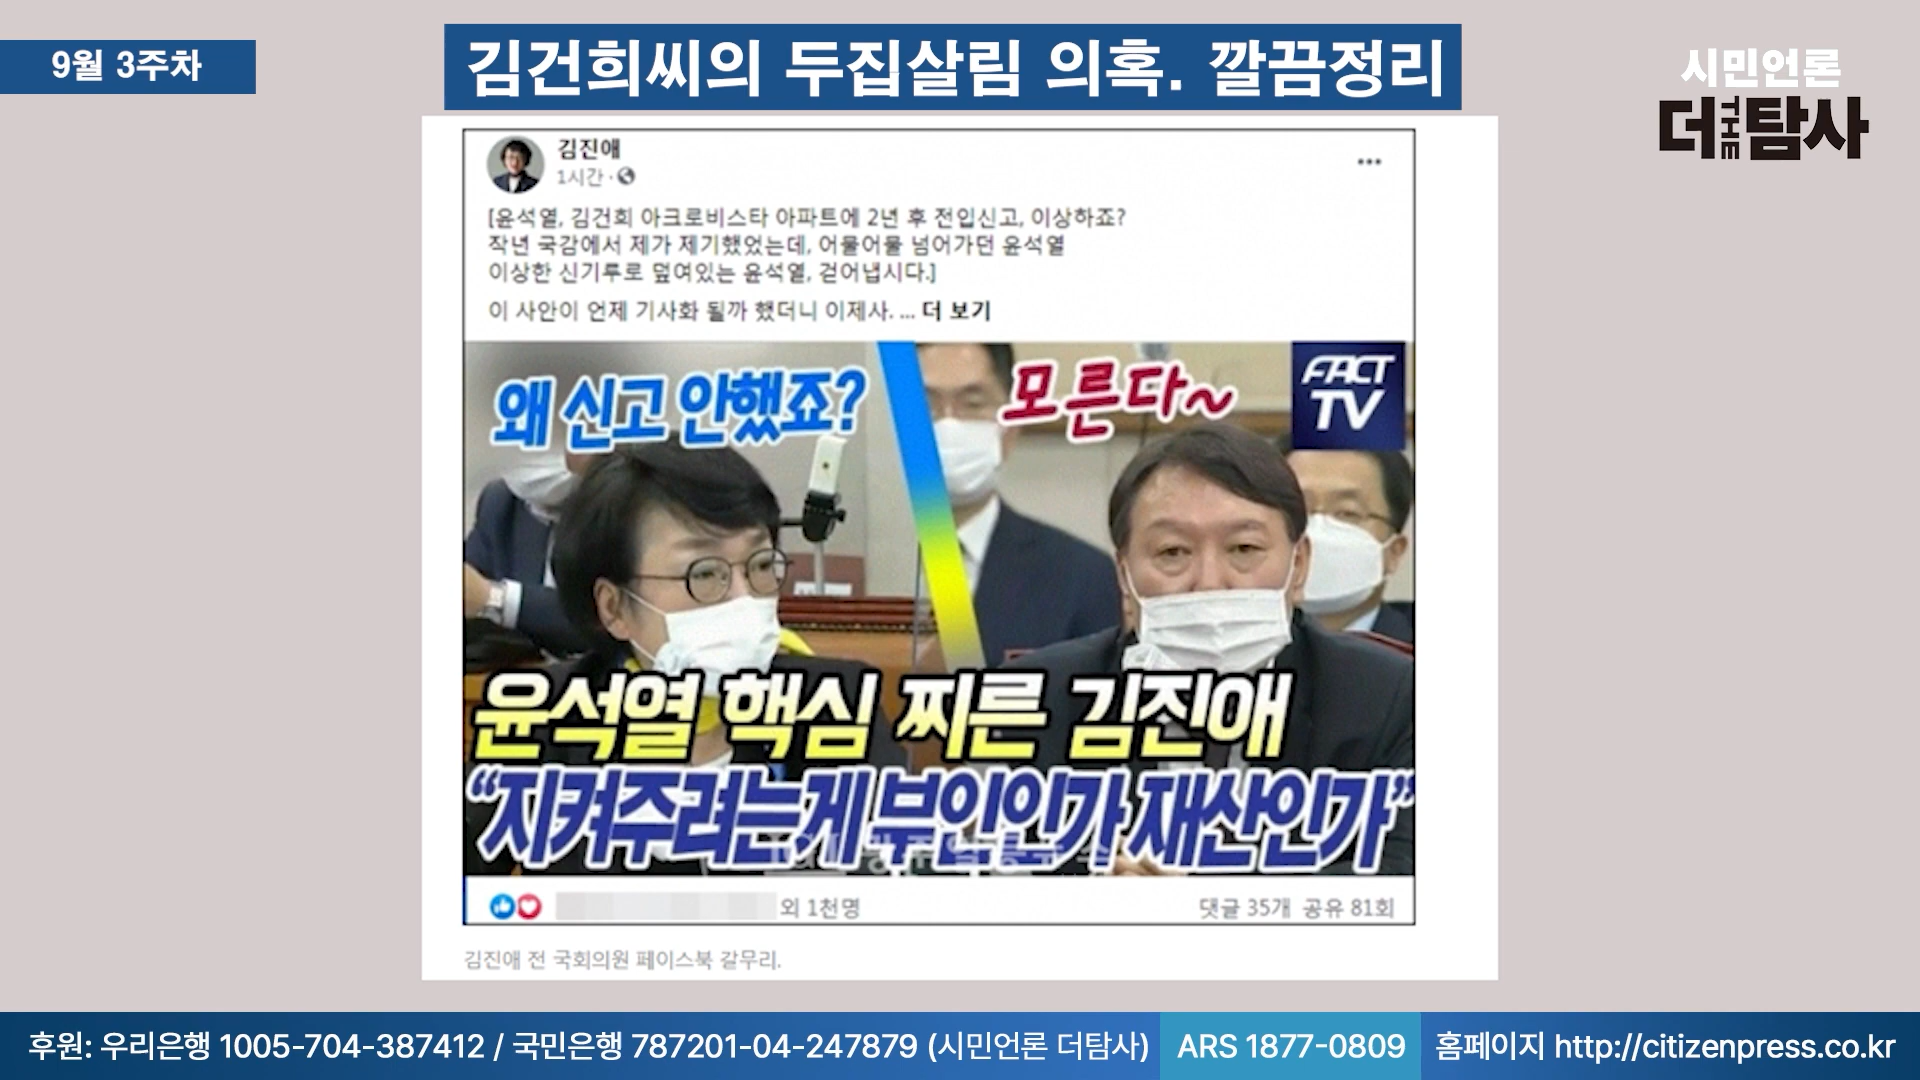 9월 3주차
김건희씨의 두집살림 의혹. 깔끔정리
시민언론
더탐사
THE
김진애
1시간 ·
[윤석열, 김건회 아크로비스타 아파트에 2년 후 전입신고, 이상하죠?
작년 국감에서 제가 제기했었는데, 어물어물 넘어가던 윤석열
이상한 신기루로 덮여있는 윤석열, 걷어냅시다.]
이 사안이 언제 기사화 될까 했더니 이제사. ... 더 보기
왜 신고 안했죠?
모른다~
FACT
TV
윤석열 핵심 찌른 김진애
“지켜주려는게 부인인가 재산인가”
외 1천명
댓글 35개 공유 81회
김진애 전 국회의원 페이스북 갈무리.
후원: 우리은행 1005-704-387412 / 국민은행 787201-04-247879 (시민언론 더탐사)
ARS 1877-0809
홈페이지 http://citizenpress.co.kr